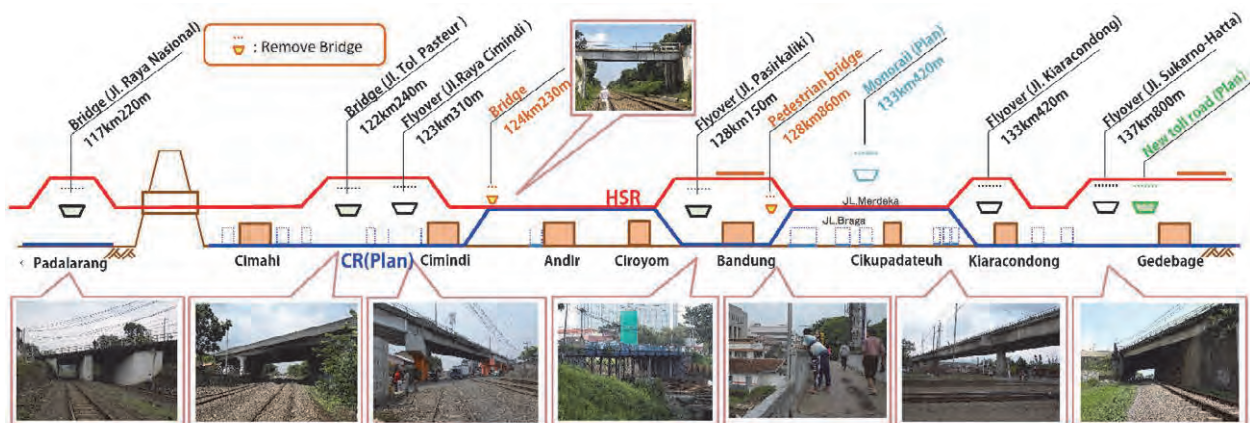 : Remove Bridge
Bridge (Jl. Raya Nasional)
117km220m
Bridge (Jl. Tol Pasteur)
122km240m
Flyover (Jl.Raya Cimindi)
123km310m
Bridge
124km230m
Flyover (Jl. Pasirkaliki )
128km150m
Pedestrian bridge
128km860m
Monorail (Plan)
133km420m
Flyover (Jl. Kiaracondong)
133km420m
Flyover (Jl. Sukarno-Hatta)
137km800m
New toll road (Plan)
HSR
JL.Merdeka
JL.Braga
Padalarang
Cimahi
CR(Plan)
Cimindi
Andir
Ciroyom
Bandung
Cikupadateuh
Kiaracondong
Gedebage